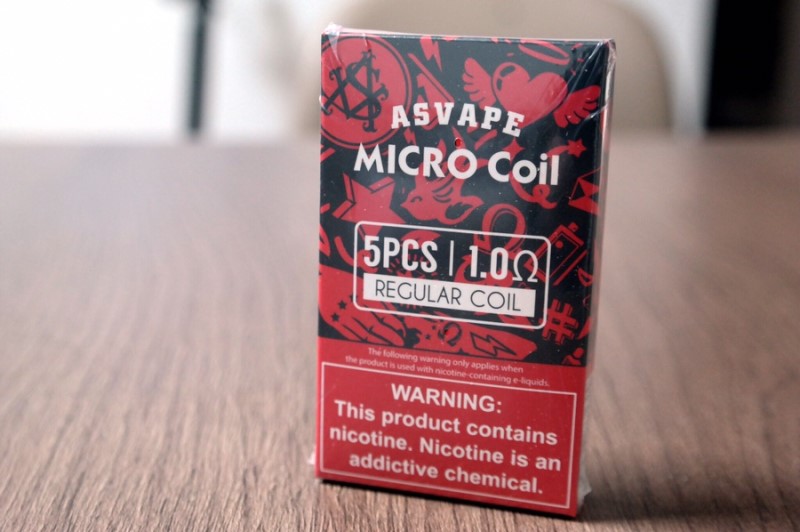 ASVAPE
MICRO Coil
5PCS | 1.0Ω
REGULAR COIL
The following warning only applies when
the product is used with nicotine-containing e-liquids.
WARNING:
This product contains
nicotine. Nicotine is an
addictive chemical.